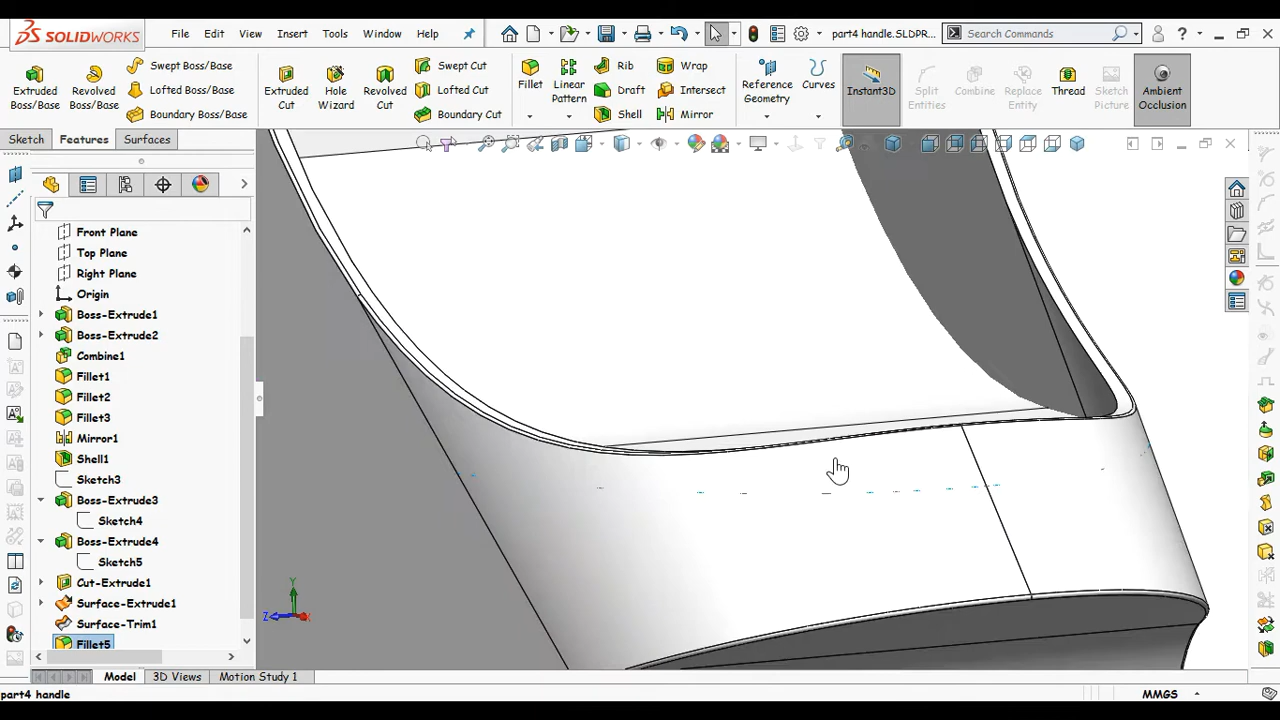 SOLIDWORKS
File
Edit
View
Insert
Tools
Window
Help
part4 handle.SLDPR...
Search Commands
?
Extruded Boss/Base
Revolved Boss/Base
Swept Boss/Base
Lofted Boss/Base
Boundary Boss/Base
Extruded Cut
Hole Wizard
Revolved Cut
Swept Cut
Lofted Cut
Boundary Cut
Fillet
Linear Pattern
Rib
Draft
Shell
Wrap
Intersect
Mirror
Reference Geometry
Curves
Instant3D
Split Entities
Combine
Replace Entity
Thread
Sketch Picture
Ambient Occlusion
Sketch
Features
Surfaces
Front Plane
Top Plane
Right Plane
Origin
Boss-Extrude1
Boss-Extrude2
Combine1
Fillet1
Fillet2
Fillet3
Mirror1
Shell1
Sketch3
Boss-Extrude3
Sketch4
Boss-Extrude4
Sketch5
Cut-Extrude1
Surface-Extrude1
Surface-Trim1
Fillet5
Y
Z
X
Model
3D Views
Motion Study 1
part4 handle
MMGS